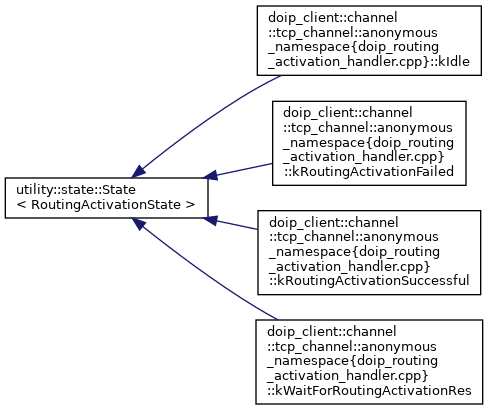 doip_client::channel
::tcp_channel::anonymous
_namespace{doip_routing
_activation_handler.cpp}::kIdle
doip_client::channel
::tcp_channel::anonymous
_namespace{doip_routing
_activation_handler.cpp}
::kRoutingActivationFailed
utility::state::State
< RoutingActivationState >
doip_client::channel
::tcp_channel::anonymous
_namespace{doip_routing
_activation_handler.cpp}
::kRoutingActivationSuccessful
doip_client::channel
::tcp_channel::anonymous
_namespace{doip_routing
_activation_handler.cpp}
::kWaitForRoutingActivationRes